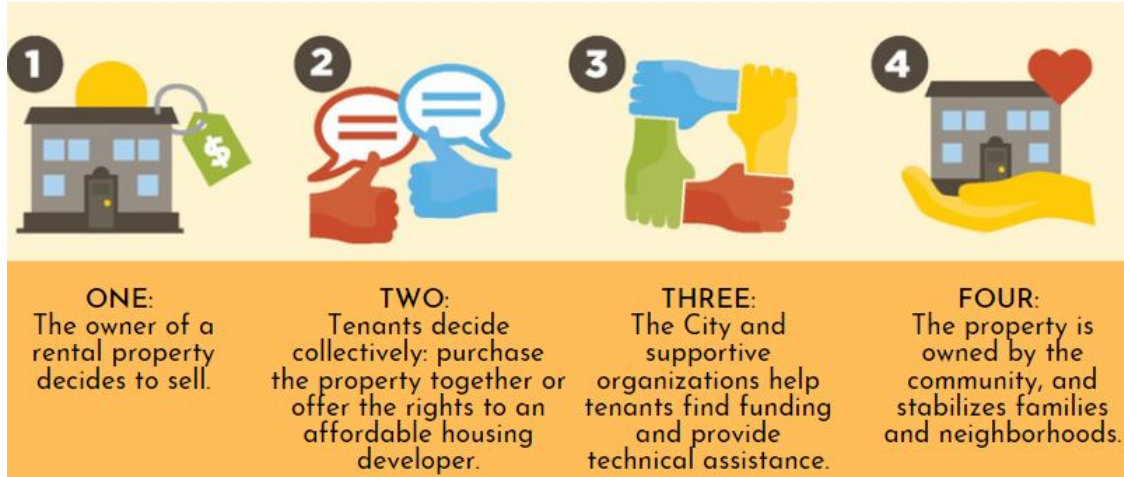 1
$
2
3
4
ONE:
The owner of a
rental property
decides to sell.
TWO:
Tenants decide
collectively: purchase
the property together or
offer the rights to an
affordable housing
developer.
THREE:
The City and
supportive
organizations help
tenants find funding
and provide
technical assistance.
FOUR:
The property is
owned by the
community, and
stabilizes families
and neighborhoods.